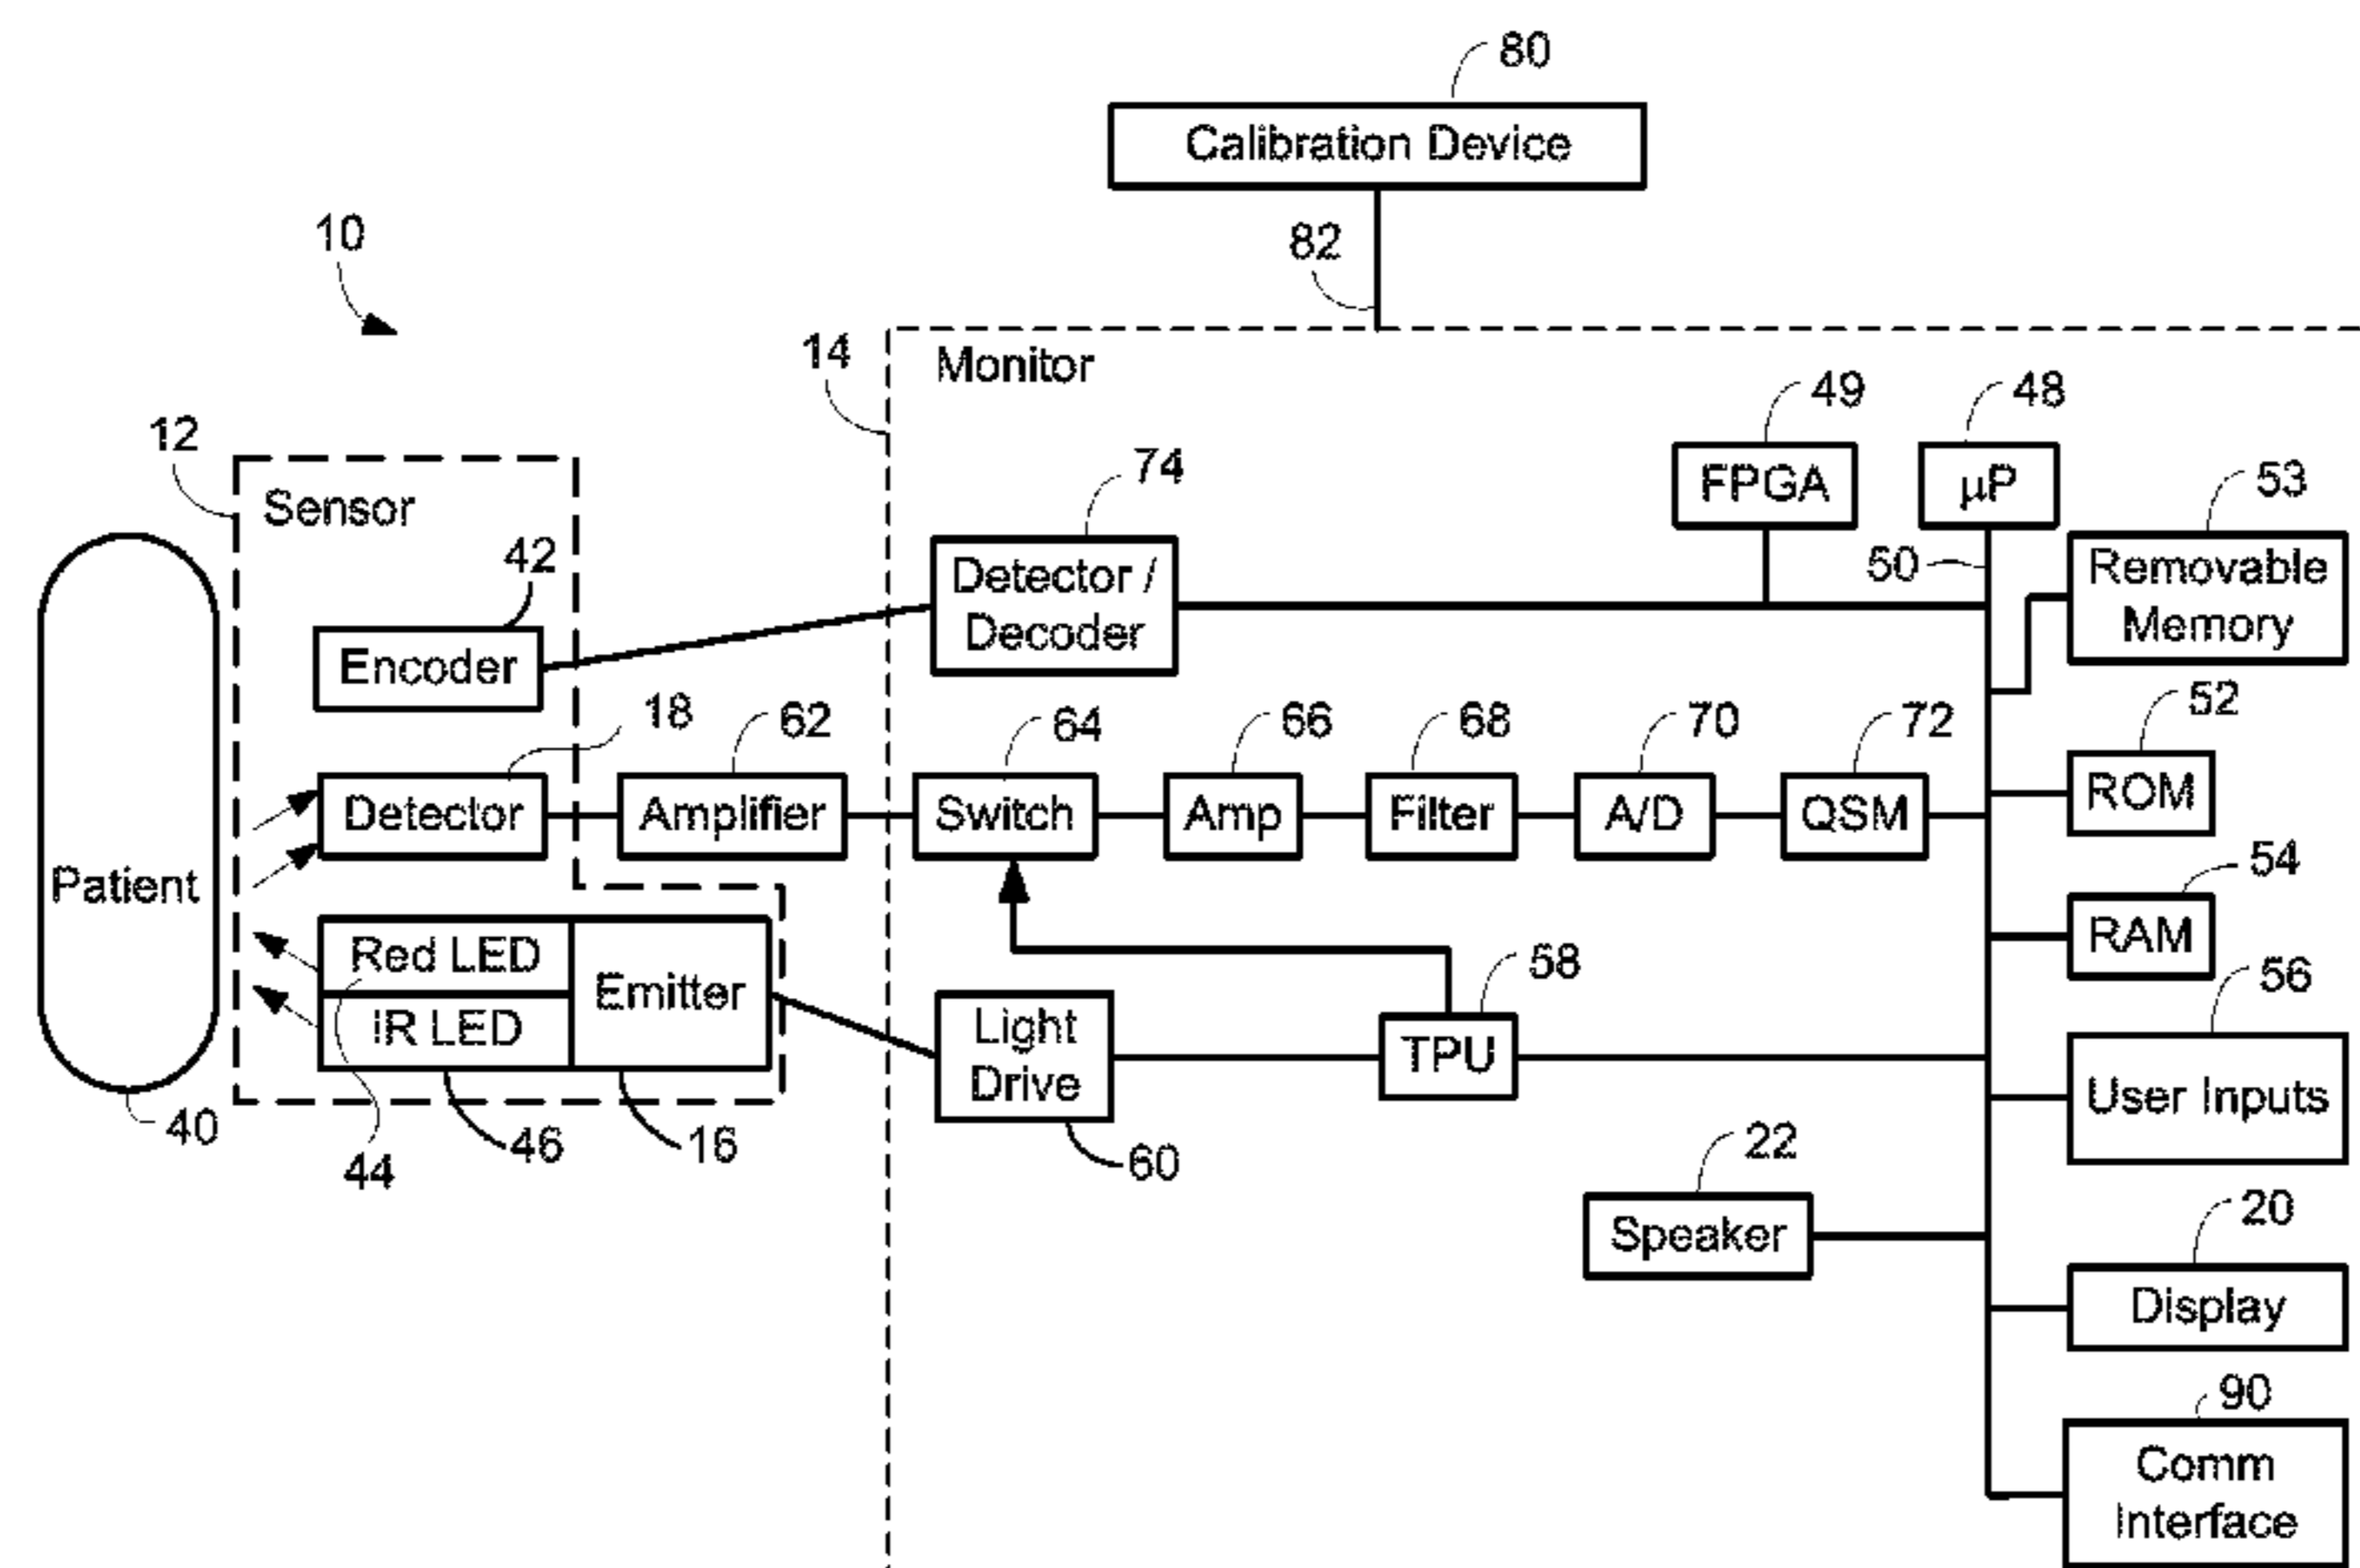 80
Calibration Device
10
82
14
Monitor
12
Sensor
49
48
FPGA
µP
53
74
50
Removable
Memory
42
Detector /
Decoder
Encoder
18
62
64
66
68
70
72
52
Detector
Amplifier
Switch
Amp
Filter
A/D
QSM
ROM
Patient
54
RAM
Red LED
IR LED
Emitter
58
56
Light
Drive
TPU
User Inputs
40
44
46
16
60
22
Speaker
20
Display
90
Comm
Interface